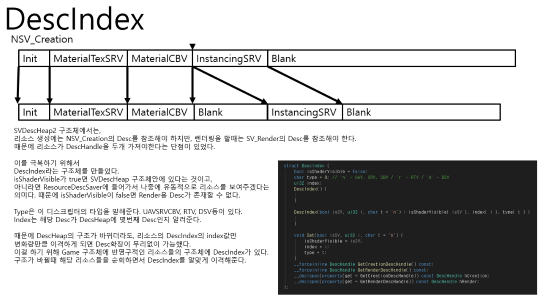 DescIndex
NSV_Creation
Init MaterialTexSRV MaterialCBV InstancingSRV Blank
Init MaterialTexSRV MaterialCBV Blank InstancingSRV Blank
SVDescHeap2 구조체에서는,
리소스 생성에는 NSV_Creation의 Desc를 참조해야 하지만, 렌더링을 할때는 SV_Render의 Desc를 참조해야 한다.
때문에 리소스가 DescHandle을 두개 가져야한다는 단점이 있었다.
이를 극복하기 위해서
DescIndex라는 구조체를 만들었다.
isShaderVisible가 true면 SVDescHeap 구조체안에 있다는 것이고,
아니라면 ResourceDescSaver에 들어가서 나중에 유동적으로 리소스를 보여주겠다는
의미다. 때문에 isShaderVisible이 false면 Render용 Desc가 존재할 수 없다.
Type은 이 디스크립터의 타입을 말해준다. UAVSRVCBV, RTV, DSV등이 있다.
Index는 해당 Desc가 DescHeap에 몇번째 Desc인지 알려준다.
때문에 DescHeap의 구조가 바뀌더라도, 리소스의 DescIndex의 index값만
변화량만큼 이격하게 되면 Desc확장이 무리없이 가능했다.
이걸 하기 위해 Game 구조체에 반영구적인 리소스들의 구조체에 DescIndex가 있다.
구조가 바뀔때 해당 리소스들을 순회하면서 DescIndex를 알맞게 이격해준다.
struct DescIndex {
bool isShaderVisible = false;
ui32 index;
DescIndex() {
}
void Set(bool isSV, ui32 i, char t = 'n') {
isShaderVisible = isSV;
index = i;
type = t;
}
};